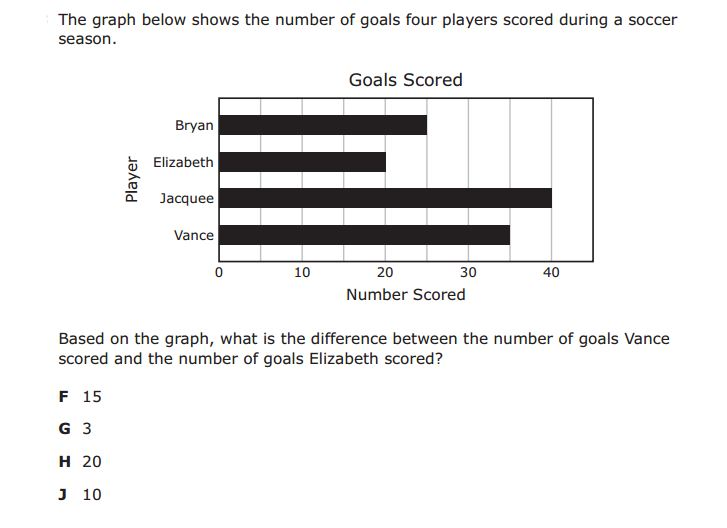 The graph below shows the number of goals four players scored during a soccer
season.
Goals Scored
Player
Bryan
Elizabeth
Jacquee
Vance
0 10 20 30 40
Number Scored
Based on the graph, what is the difference between the number of goals Vance
scored and the number of goals Elizabeth scored?
F 15
G 3
H 20
J 10